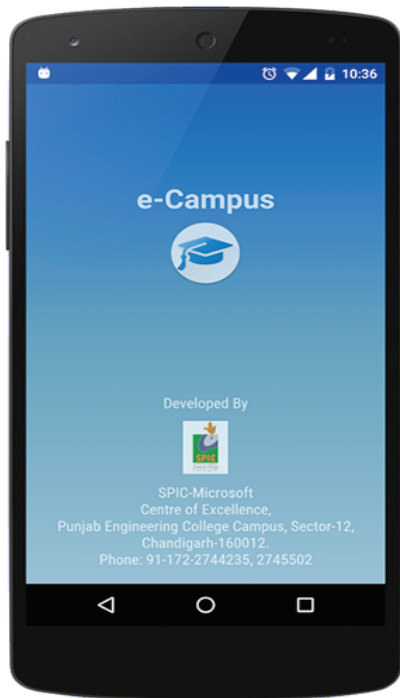 10:36
e-Campus
Developed By
SPIC
SPIC-Microsoft
Centre of Excellence,
Punjab Engineering College Campus, Sector-12,
Chandigarh-160012.
Phone: 91-172-2744235, 2745502